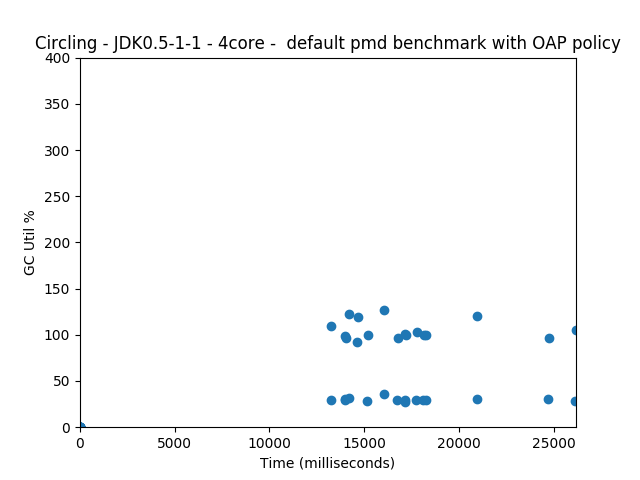 Circling - JDK0.5-1-1 - 4core -  default pmd benchmark with OAP policy
400
350
300
250
200
150
100
50
0
GC Util %
0 5000 10000 15000 20000 25000
Time (milliseconds)